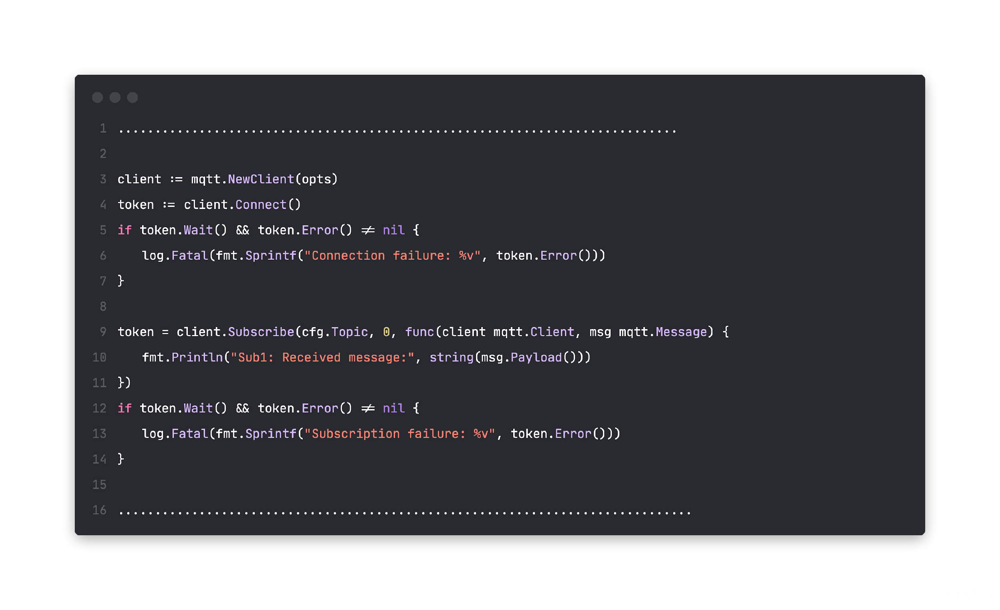 1 ............................................................................
2
3 client := mqtt.NewClient(opts)
4 token := client.Connect()
5 if token.Wait() && token.Error() != nil {
6 log.Fatal(fmt.Sprintf("Connection failure: %v", token.Error()))
7 }
8
9 token = client.Subscribe(cfg.Topic, 0, func(client mqtt.Client, msg mqtt.Message) {
10 fmt.Println("Sub1: Received message:", string(msg.Payload()))
11 })
12 if token.Wait() && token.Error() != nil {
13 log.Fatal(fmt.Sprintf("Subscription failure: %v", token.Error()))
14 }
15
16 ..............................................................................